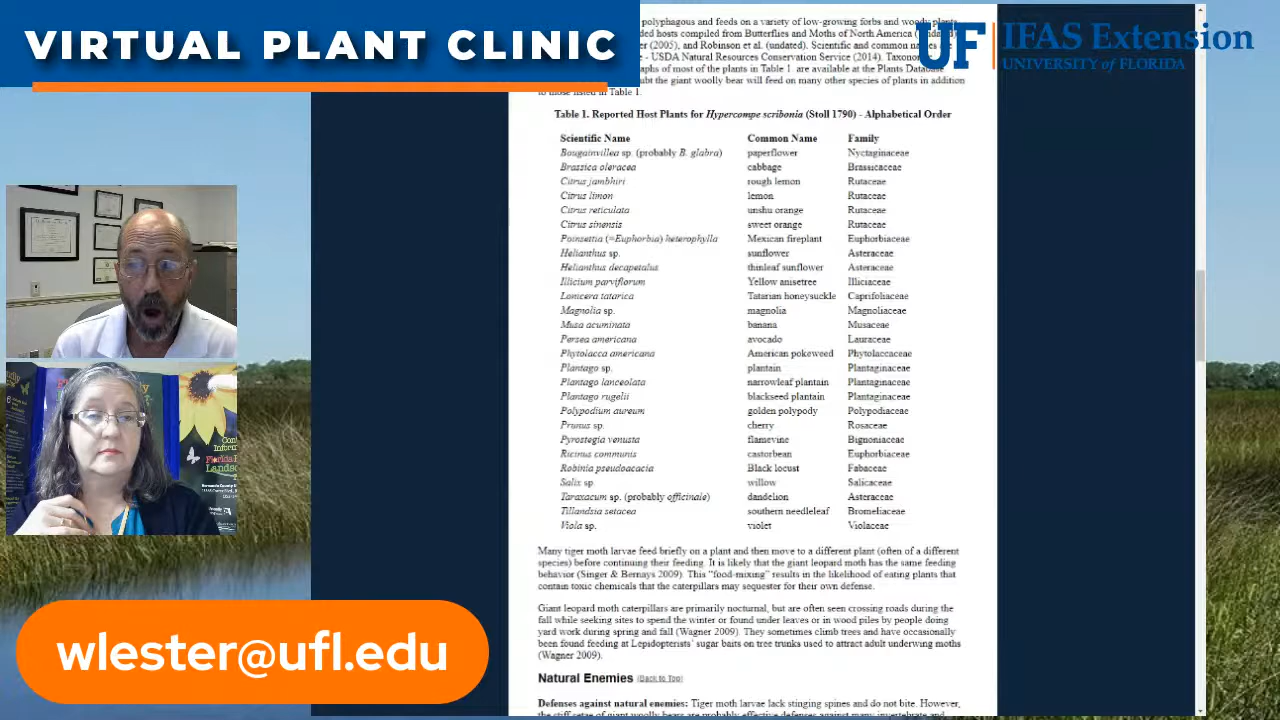 VIRTUAL PLANT CLINIC
UF IFAS Extension
UNIVERSITY of FLORIDA
polyphagous and feeds on a variety of low-growing forbs and woody plants
ded hosts compiled from Butterflies and Moths of North America
(2005), and Robinson et al. (undated). Scientific and common names
- USDA Natural Resources Conservation Service (2014).
of most of the plants in Table 1. are available at the Plants Database
the giant woolly bear will feed on many other species of plants in addition
to those listed in Table 1.
Table 1. Reported Host Plants for Hypercompe scribonia (Stoll 1790) - Alphabetical Order
Scientific Name Common Name Family
Bougainvillea sp. (probably B. glabra) paperflower Nyctaginaceae
Brassica oleracea cabbage Brassicaceae
Citrus jambhiri rough lemon Rutaceae
Citrus limon lemon Rutaceae
Citrus reticulata unshu orange Rutaceae
Citrus sinensis sweet orange Rutaceae
Poinsettia (=Euphorbia) heterophylla Mexican fireplant Euphorbiaceae
Helianthus sp. sunflower Asteraceae
Helianthus decapetalus thinleaf sunflower Asteraceae
Illicium parviflorum Yellow anisetree Illiciaceae
Lonicera tatarica Tatarian honeysuckle Caprifoliaceae
Magnolia sp. magnolia Magnoliaceae
Musa acuminata banana Musaceae
Persea americana avocado Lauraceae
Phytolacca americana American pokeweed Phytolaccaceae
Plantago sp. plantain Plantaginaceae
Plantago lanceolata narrowleaf plantain Plantaginaceae
Plantago rugelii blackseed plantain Plantaginaceae
Polypodium aureum golden polypody Polypodiaceae
Prunus sp. cherry Rosaceae
Pyrostegia venusta flamevine Bignoniaceae
Ricinus communis castorbean Euphorbiaceae
Robinia pseudoacacia Black locust Fabaceae
Salix sp. willow Salicaceae
Taraxacum sp. (probably officinale) dandelion Asteraceae
Tillandsia setacea southern needleleaf Bromeliaceae
Viola sp. violet Violaceae
Many tiger moth larvae feed briefly on a plant and then move to a different plant (often of a different
species) before continuing their feeding. It is likely that the giant leopard moth has the same feeding
behavior (Singer & Bernays 2009). This "food-mixing" results in the likelihood of eating plants that
contain toxic chemicals that the caterpillars may sequester for their own defense.
Giant leopard moth caterpillars are primarily nocturnal, but are often seen crossing roads during the
fall while seeking sites to spend the winter or found under leaves or in wood piles by people doing
yard work during spring and fall (Wagner 2009). They sometimes climb trees and have occasionally
been found feeding at Lepidopterists' sugar baits on tree trunks used to attract adult underwing moths
(Wagner 2009).
Natural Enemies (Back to Top)
Defenses against natural enemies: Tiger moth larvae lack stinging spines and do not bite. However,
the stiff setae of giant woolly bears are probably effective defenses against many invertebrate and
wlester@ufl.edu